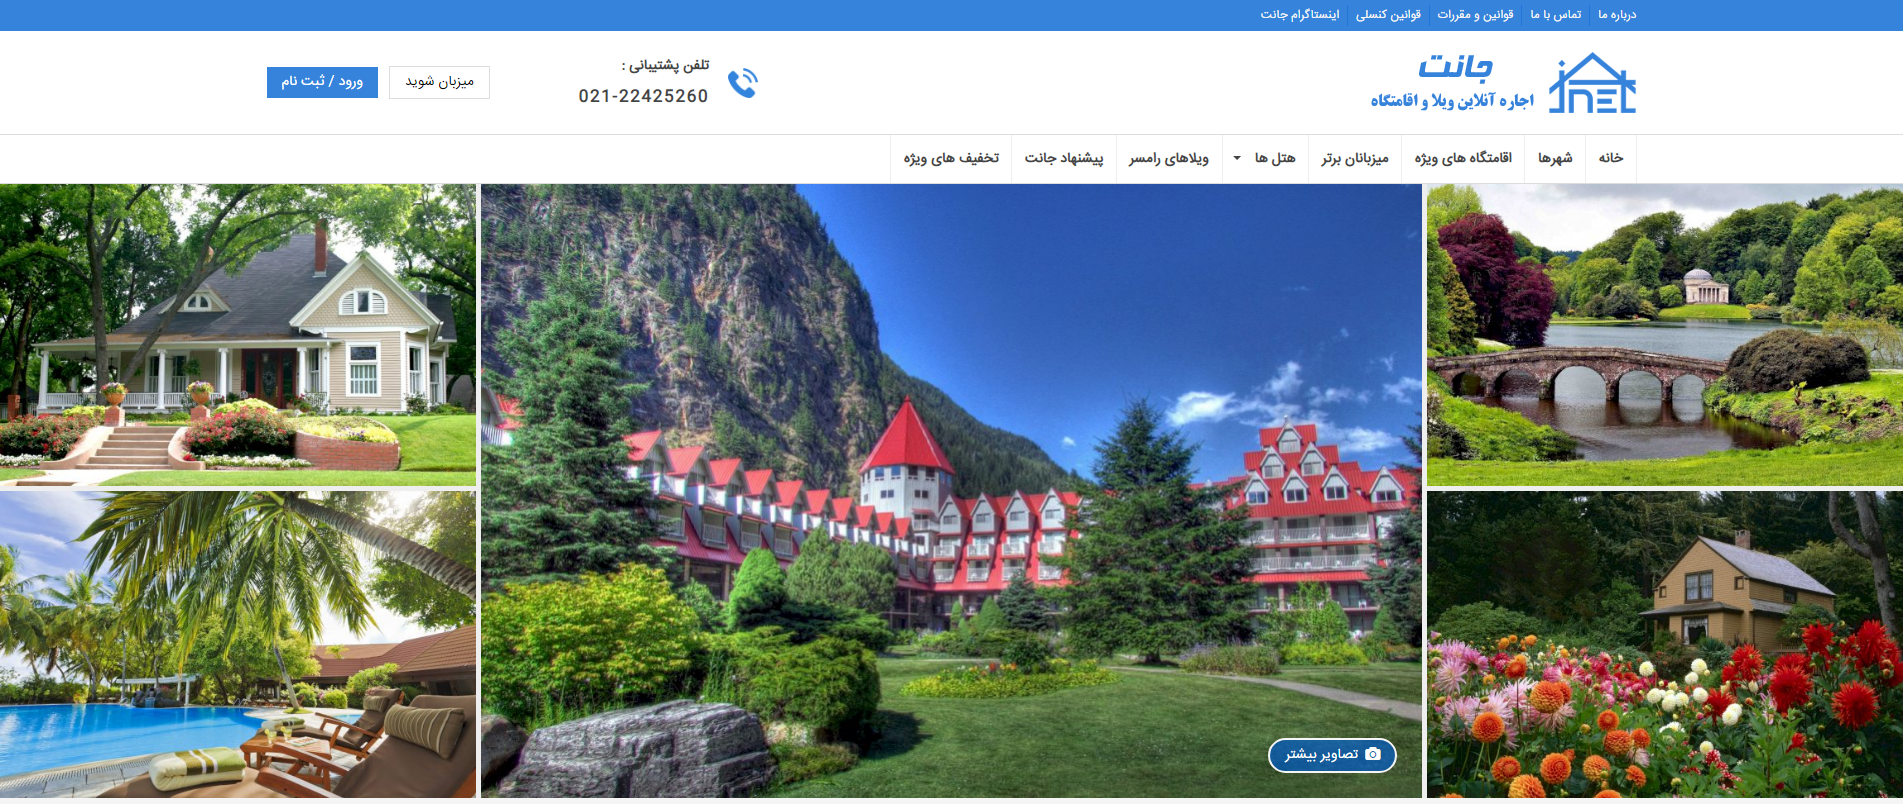 درباره ما
تماس با ما
قوانین و مقررات
قوانین کنسلی
اینستاگرام جانت
جانت
اجاره آنلاین ویلا و اقامتگاه
تلفن پشتیبانی :
021-22425260
میزبان شوید
ورود / ثبت نام
خانه
شهرها
اقامتگاه های ویژه
میزبانان برتر
هتل ها
ویلاهای رامسر
پیشنهاد جانت
تخفیف های ویژه
تصاویر بیشتر